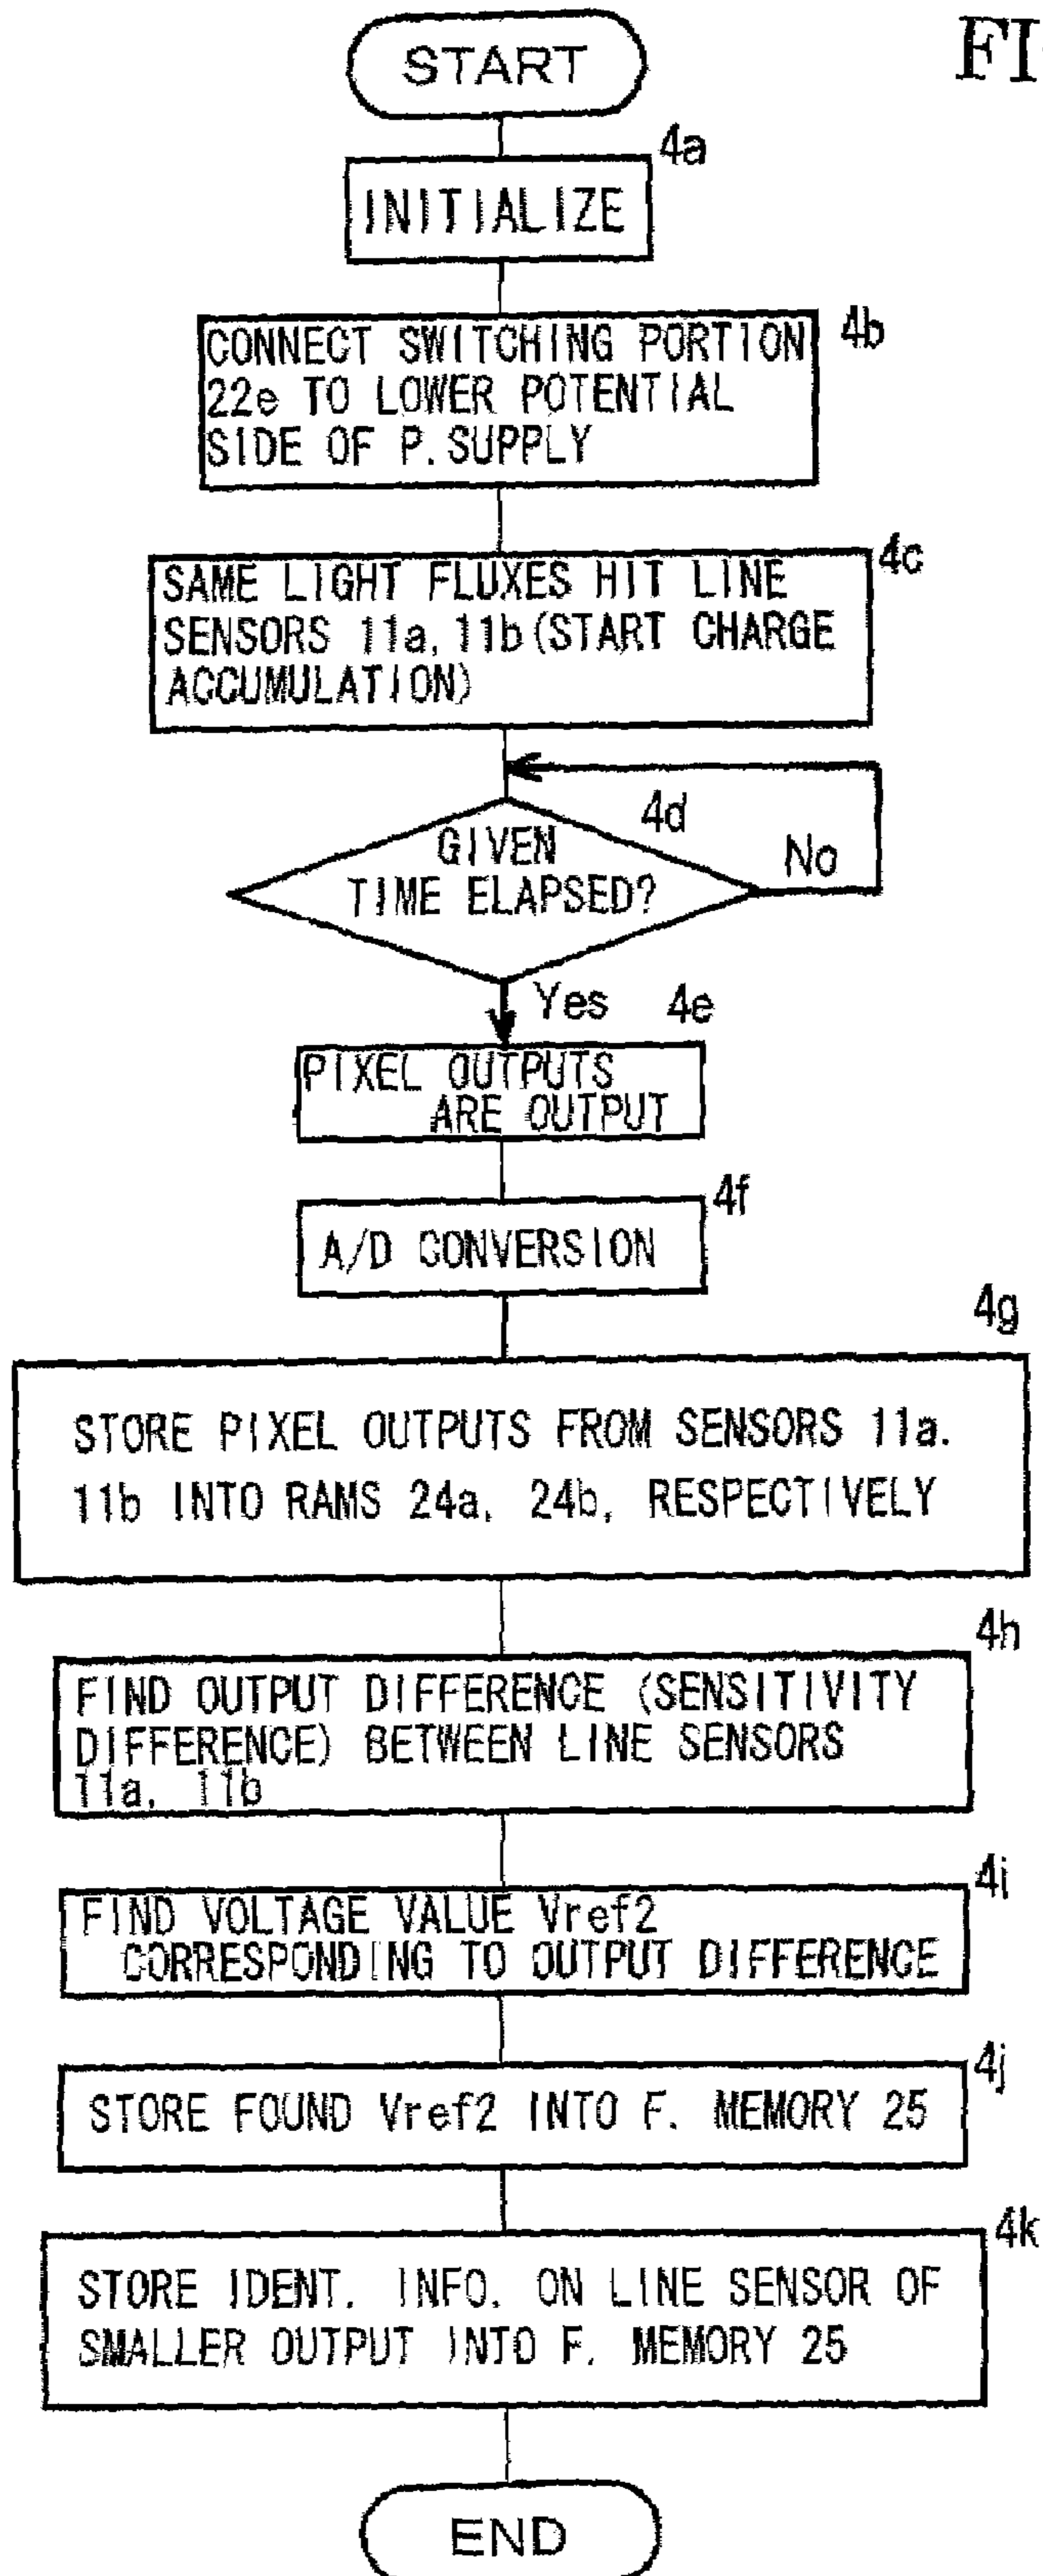 START
FI
4a
INITIALIZE
4b
CONNECT SWITCHING PORTION
22e TO LOWER POTENTIAL
SIDE OF P. SUPPLY
4c
SAME LIGHT FLUXES HIT LINE
SENSORS 11a, 11b (START CHARGE
ACCUMULATION)
4d
GIVEN
TIME ELAPSED?
No
Yes
4e
PIXEL OUTPUTS
ARE OUTPUT
4f
A/D CONVERSION
4g
STORE PIXEL OUTPUTS FROM SENSORS 11a.
11b INTO RAMS 24a, 24b, RESPECTIVELY
4h
FIND OUTPUT DIFFERENCE (SENSITIVITY
DIFFERENCE) BETWEEN LINE SENSORS
11a, 11b
4i
FIND VOLTAGE VALUE Vref2
CORRESPONDING TO OUTPUT DIFFERENCE
4j
STORE FOUND Vref2 INTO F. MEMORY 25
4k
STORE IDENT. INFO. ON LINE SENSOR OF
SMALLER OUTPUT INTO F. MEMORY 25
END